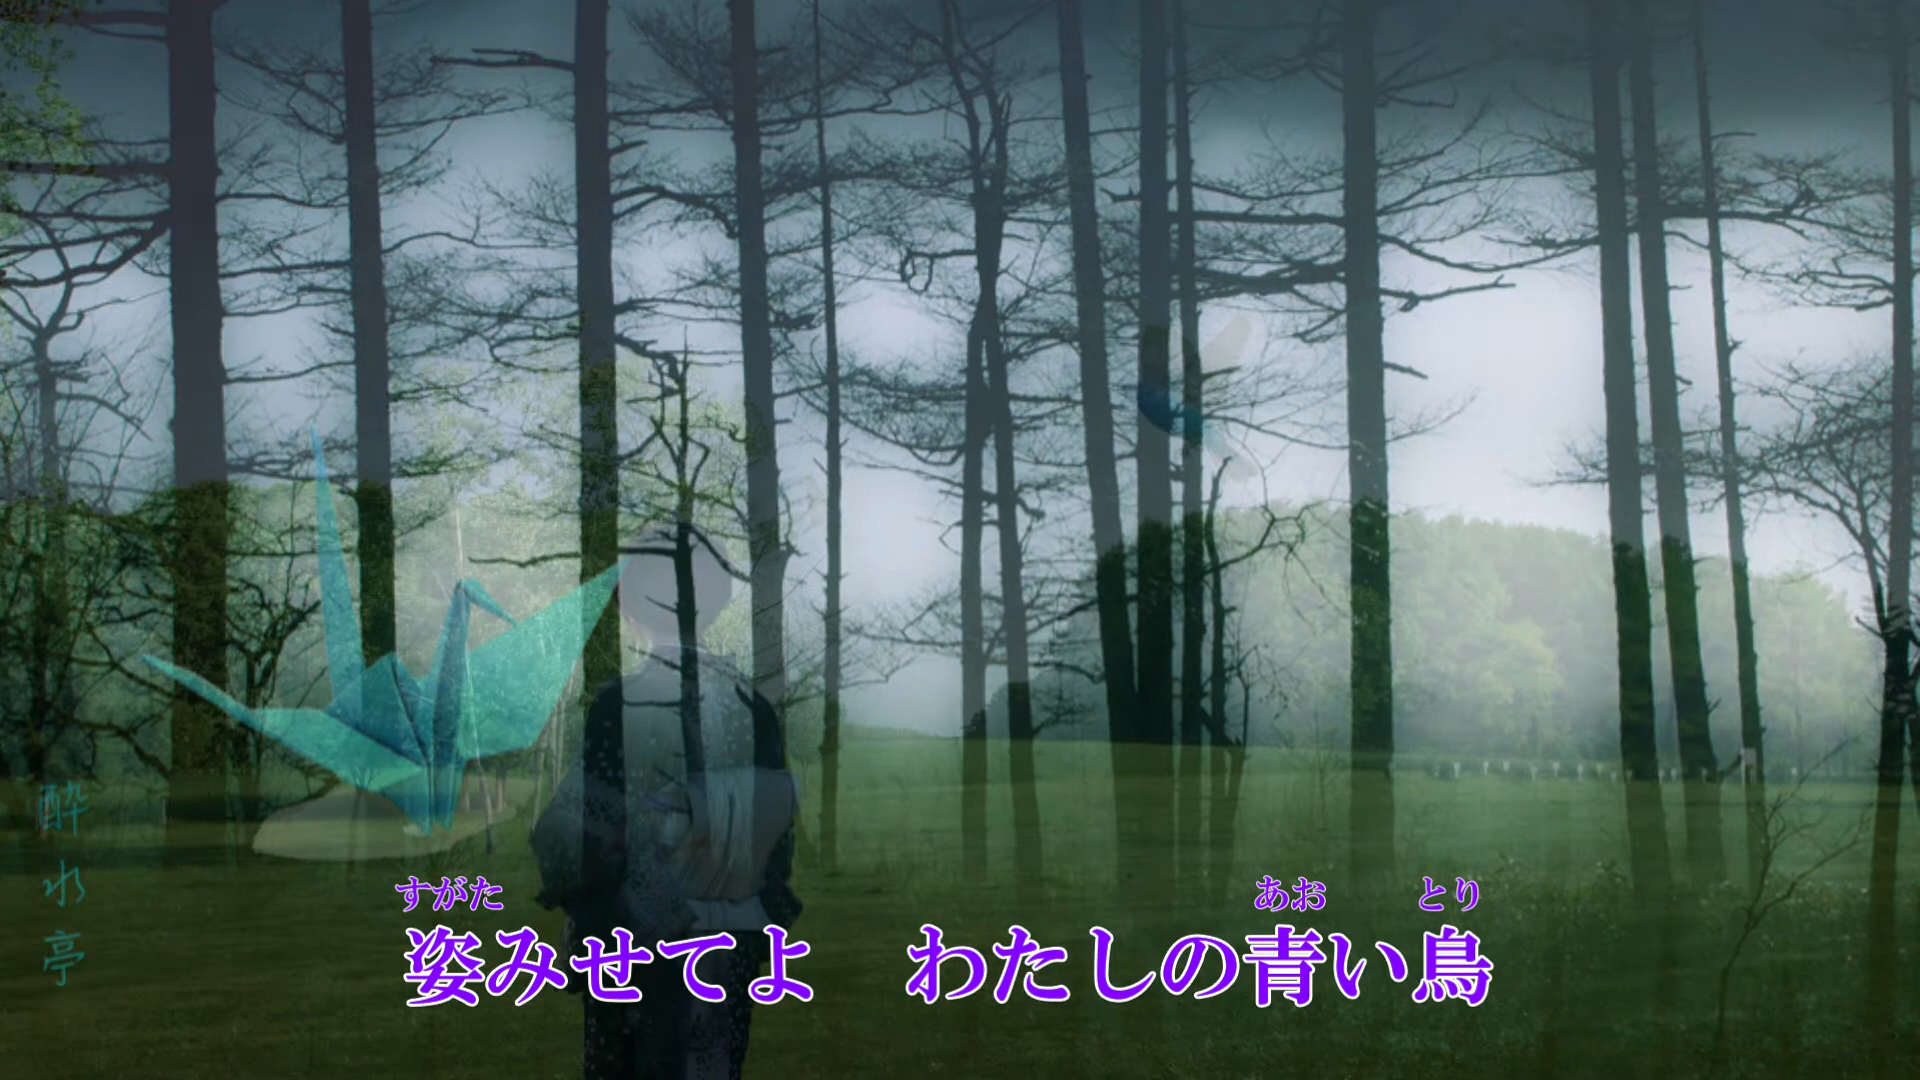 すがた あお とり
姿みせてよ わたしの青い鳥
酔水亭